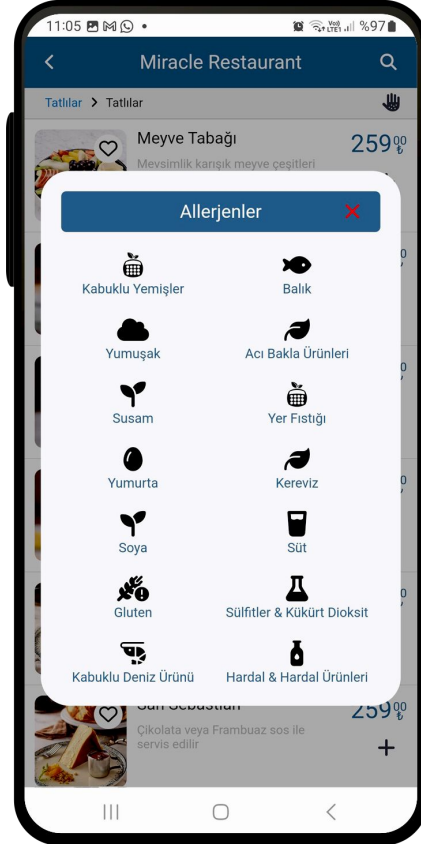 11:05
Vo)) LTE1 %97
Miracle Restaurant
Tatlılar > Tatlılar
Meyve Tabağı
259 00 ₺
Mevsimlik karışık meyve çeşitleri
Allerjenler
Kabuklu Yemişler
Balık
Yumuşak
Acı Bakla Ürünleri
Susam
Yer Fıstığı
Yumurta
Kereviz
Soya
Süt
Gluten
Sülfitler & Kükürt Dioksit
Kabuklu Deniz Ürünü
Hardal & Hardal Ürünleri
San Sebastian
259 00 ₺
Çikolata veya Frambuaz sos ile
servis edilir
+